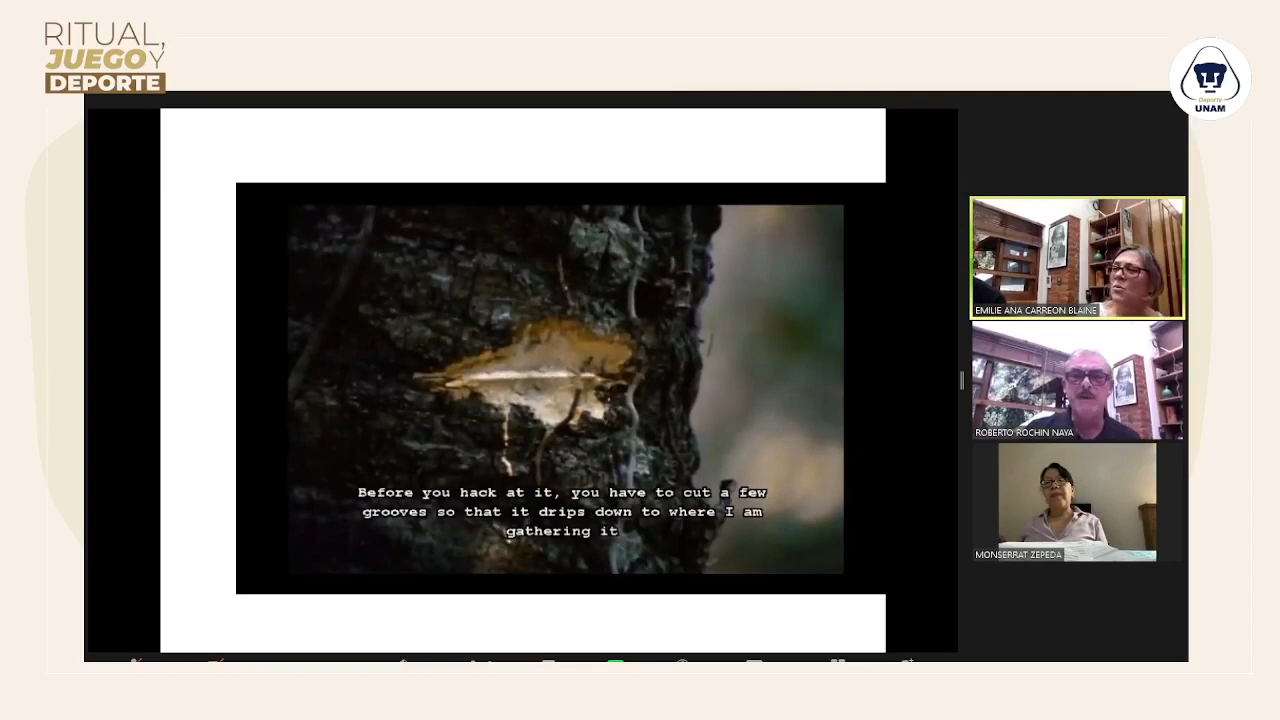 RITUAL,
JUEGO Y
DEPORTE
Deporte
UNAM
EMILIE ANA CARREON BLAINE
ROBERTO ROCHIN NAYA
MONSERRAT ZEPEDA
Before you hack at it, you have to cut a few
grooves so that it drips down to where I am
gathering it